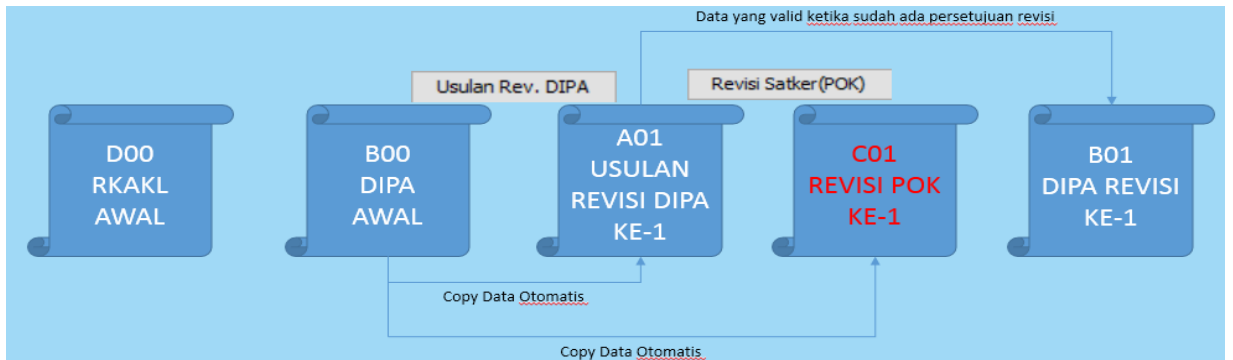 Data yang valid ketika sudah ada persetujuan revisi
Usulan Rev. DIPA
Revisi Satker(POK)
D00
RKAKL
AWAL
B00
DIPA
AWAL
A01
USULAN
REVISI DIPA
KE-1
C01
REVISI POK
KE-1
B01
DIPA REVISI
KE-1
Copy Data Otomatis
Copy Data Otomatis